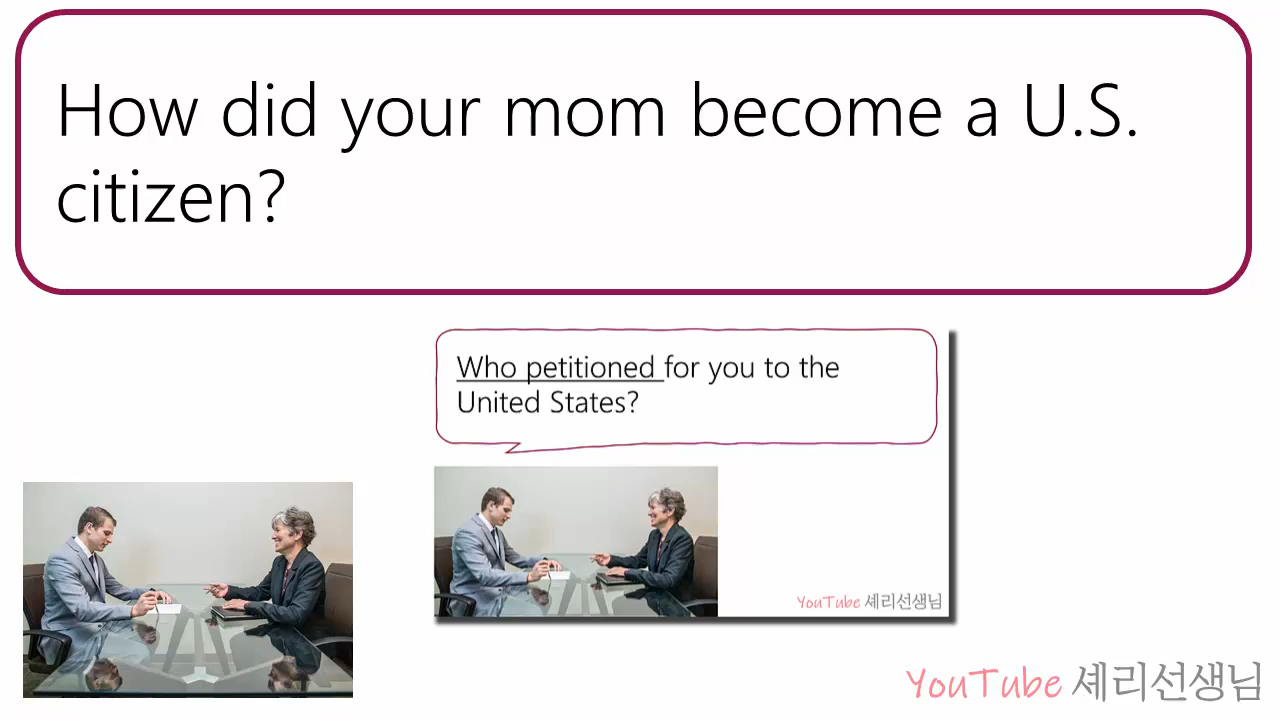 How did your mom become a U.S.
citizen?
Who petitioned for you to the
United States?
YouTube 셰리선생님
YouTube 셰리선생님